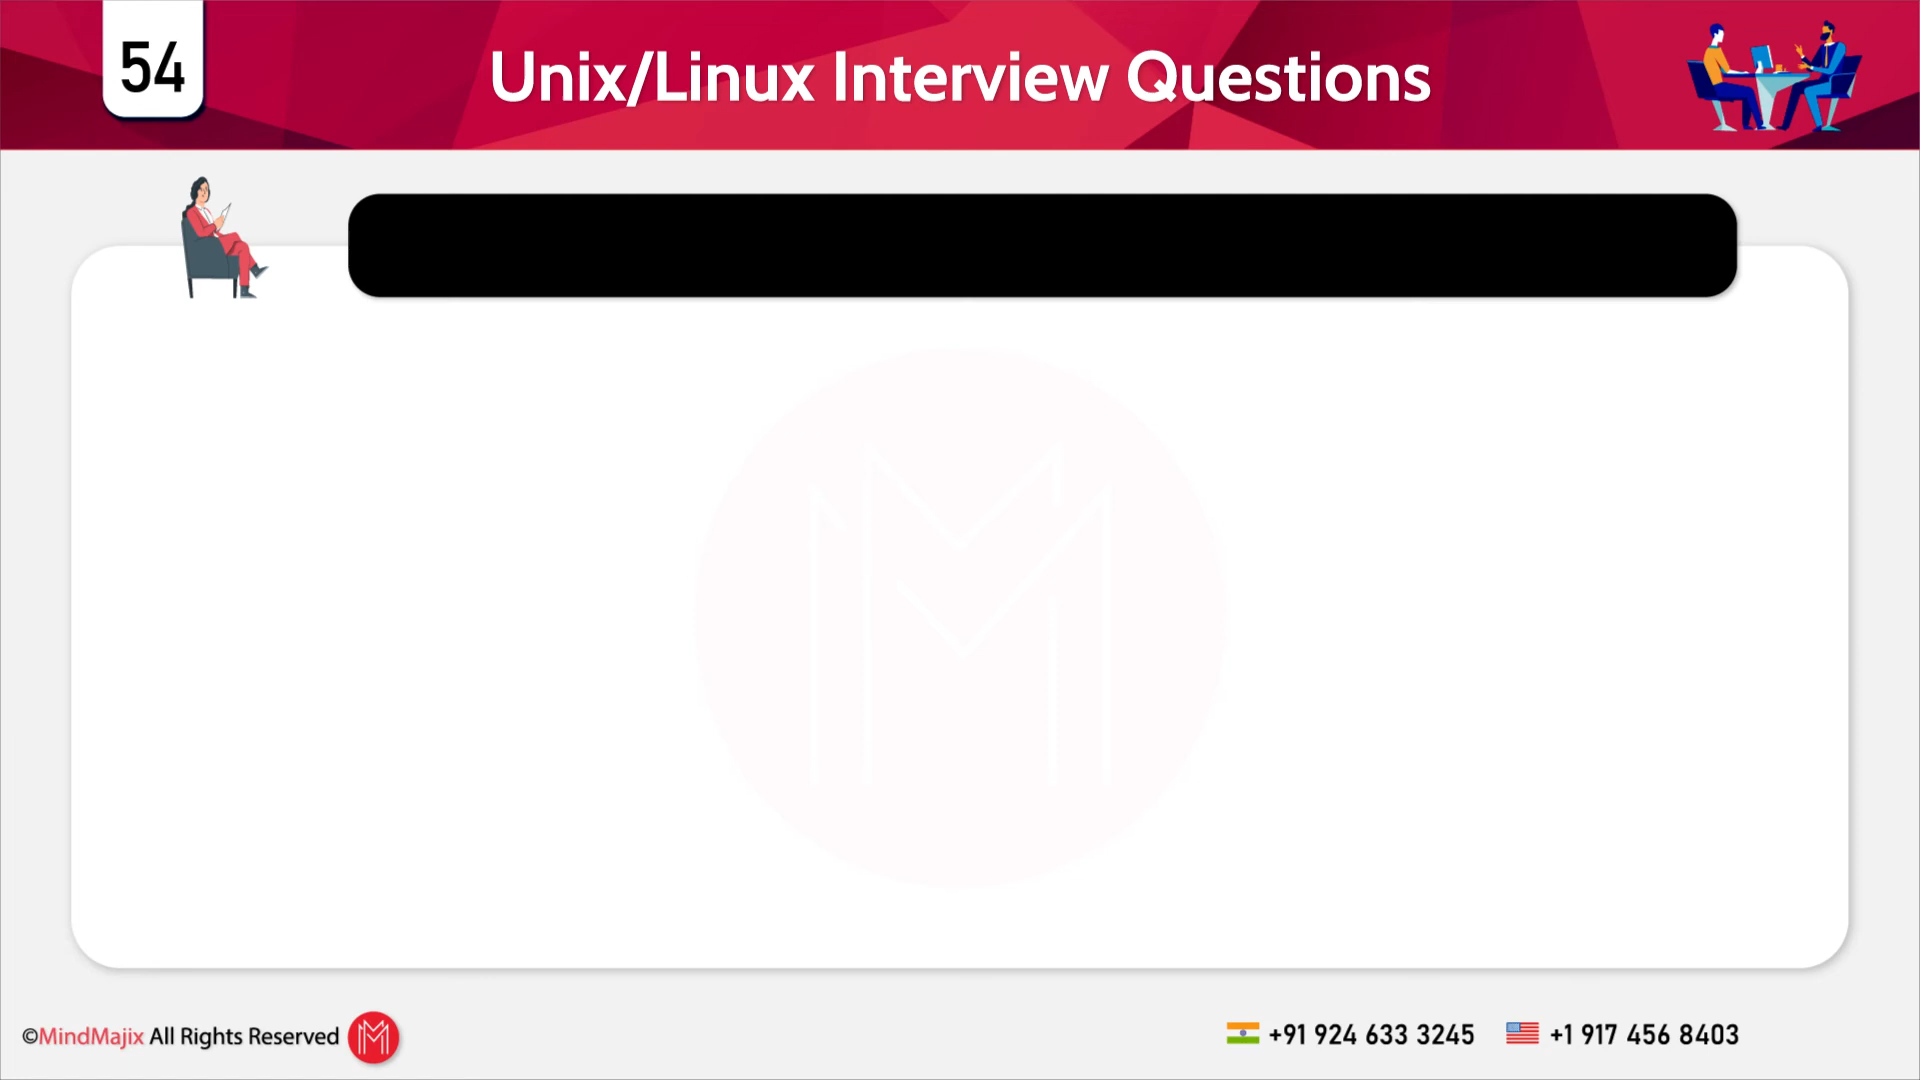 54
Unix/Linux Interview Questions
©MindMajix All Rights Reserved
+91 924 633 3245
+1 917 456 8403